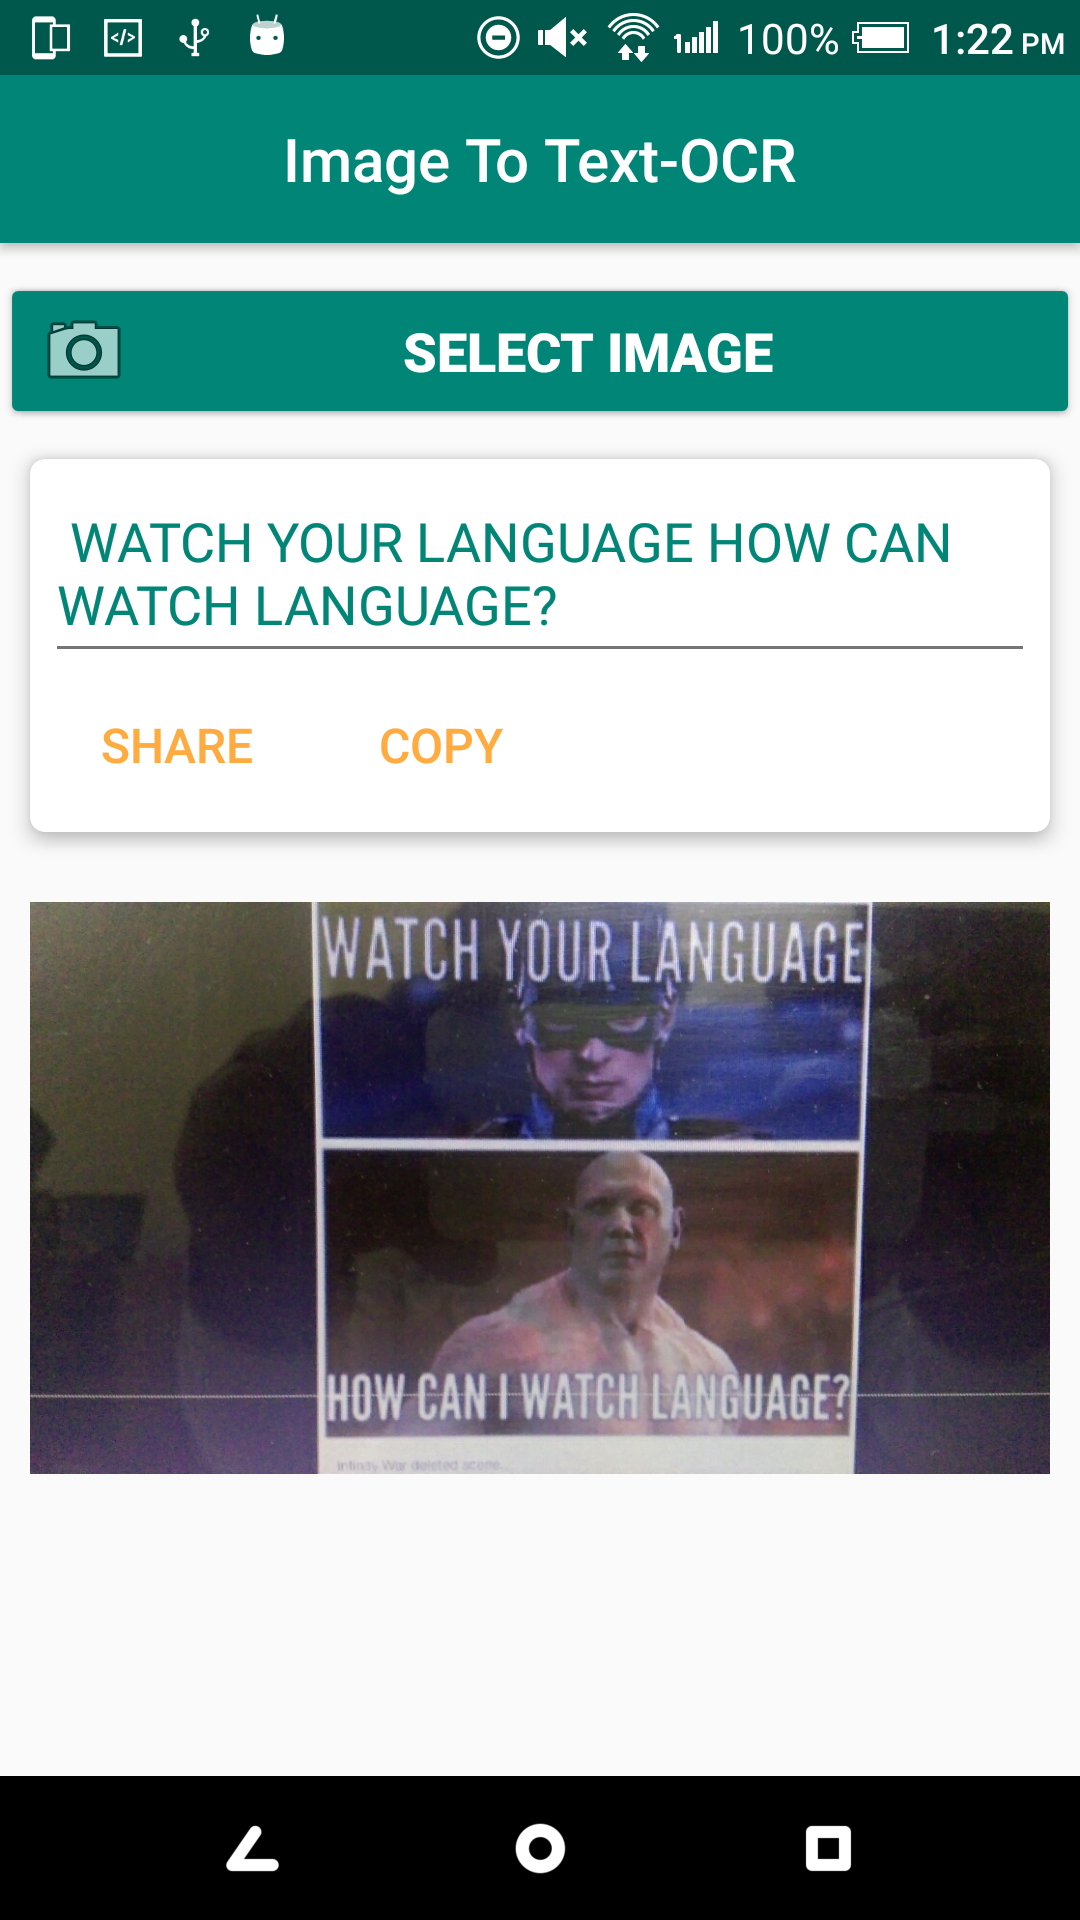 100% 1:22 PM
Image To Text-OCR
SELECT IMAGE
WATCH YOUR LANGUAGE HOW CAN
WATCH LANGUAGE?
SHARE COPY
WATCH YOUR LANGUAGE
HOW CAN I WATCH LANGUAGE?
Infinity War deleted scene...